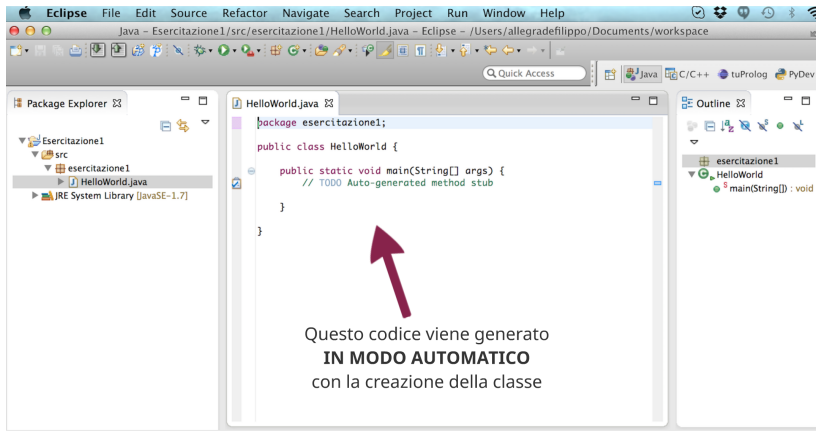 Eclipse File Edit Source Refactor Navigate Search Project Run Window Help
Java – Esercitazione1/src/esercitazione1/HelloWorld.java – Eclipse – /Users/allegradefilippo/Documents/workspace
Quick Access
Java
C/C++
tuProlog
PyDev
Package Explorer
Esercitazione1
src
esercitazione1
HelloWorld.java
JRE System Library [JavaSE-1.7]
HelloWorld.java
package esercitazione1;
public class HelloWorld {
public static void main(String[] args) {
// TODO Auto-generated method stub
}
}
Questo codice viene generato
IN MODO AUTOMATICO
con la creazione della classe
Outline
esercitazione1
HelloWorld
main(String[]) : void